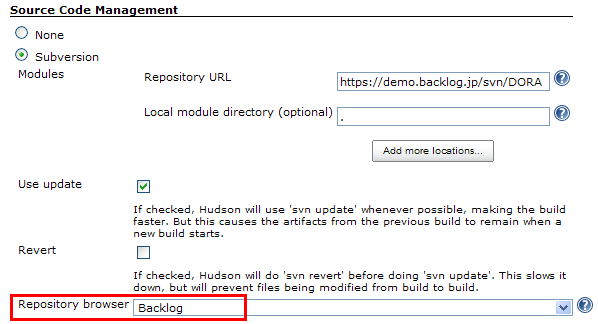 Source Code Management
None
Subversion
Modules
Repository URL
https://demo.backlog.jp/svn/DORA
Local module directory (optional)
.
Add more locations...
Use update
If checked, Hudson will use 'svn update' whenever possible, making the build
faster. But this causes the artifacts from the previous build to remain when a
new build starts.
Revert
If checked, Hudson will do 'svn revert' before doing 'svn update'. This slows it
down, but will prevent files being modified from build to build.
Repository browser
Backlog